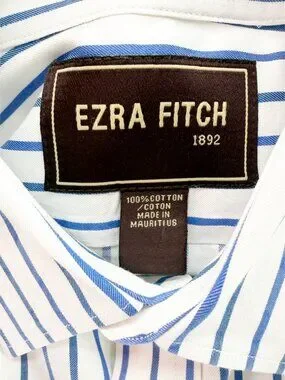 EZRA FITCH
1892
100% COTTON
/COTON
MADE IN
MAURITIUS